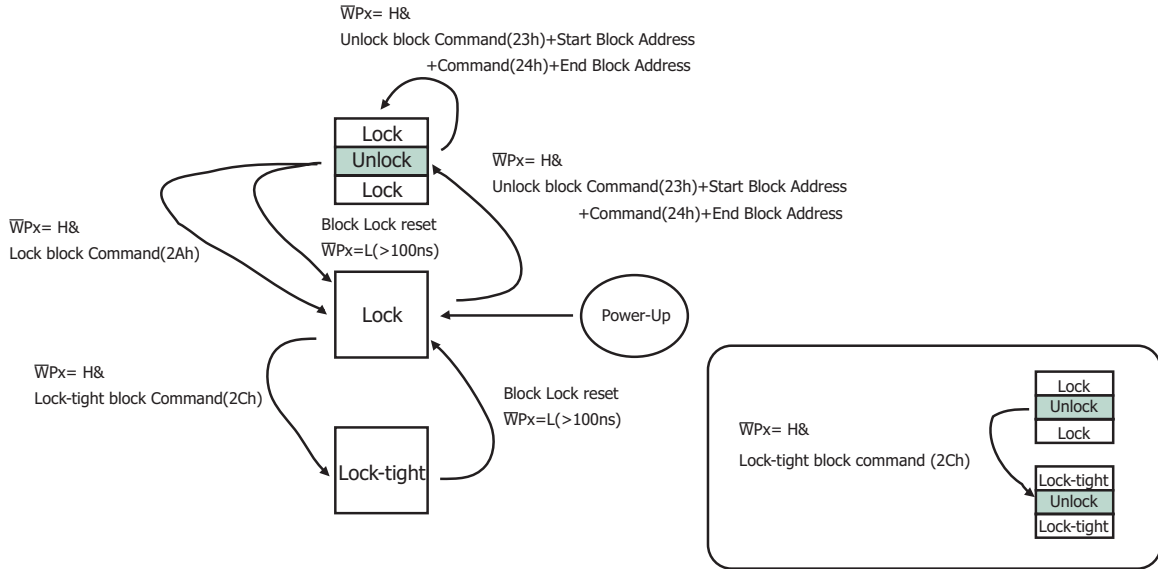 W̅Px= H&
Unlock block Command(23h)+Start Block Address
+Command(24h)+End Block Address
Lock
Unlock
Lock
W̅Px= H&
Unlock block Command(23h)+Start Block Address
+Command(24h)+End Block Address
W̅Px= H&
Lock block Command(2Ah)
Block Lock reset
W̅Px=L(>100ns)
Lock
Power-Up
W̅Px= H&
Lock-tight block Command(2Ch)
Block Lock reset
W̅Px=L(>100ns)
Lock-tight
W̅Px= H&
Lock-tight block command (2Ch)
Lock
Unlock
Lock
Lock-tight
Unlock
Lock-tight